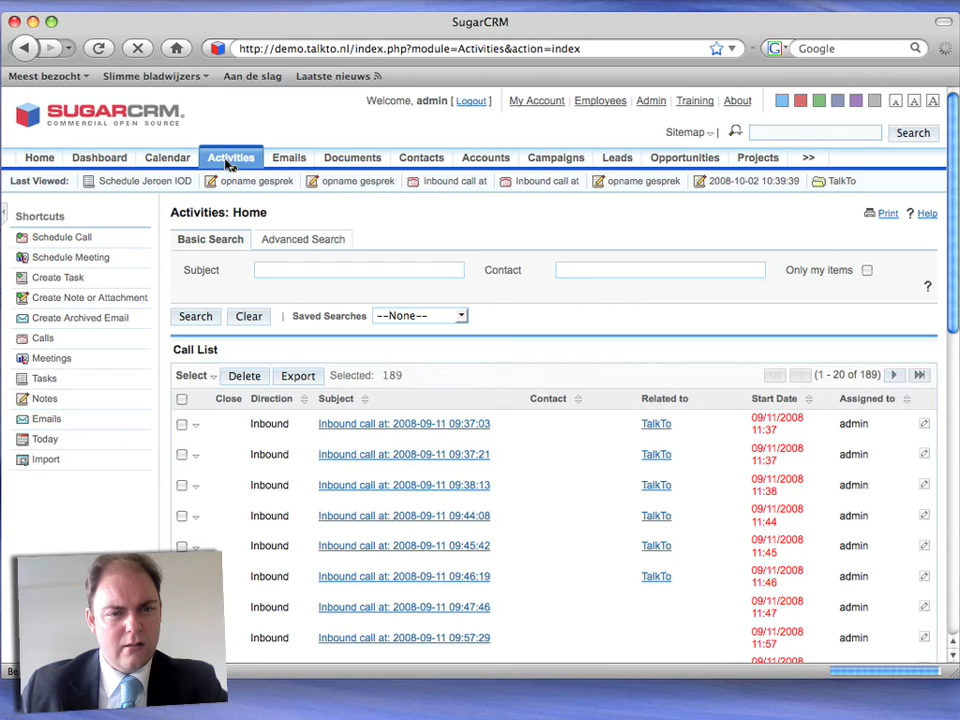 SugarCRM
http://demo.talkto.nl/index.php?module=Activities&action=index
Google
Meest bezocht Slimme bladwijzers Aan de slag Laatste nieuws
SUGARCRM
COMMERCIAL OPEN SOURCE
Welcome, admin [Logout] My Account Employees Admin Training About A A A
Sitemap Search
Home Dashboard Calendar Activities Emails Documents Contacts Accounts Campaigns Leads Opportunities Projects >>
Last Viewed: Schedule Jeroen IOD opname gesprek opname gesprek Inbound call at Inbound call at opname gesprek 2008-10-02 10:39:39 TalkTo
Shortcuts
Schedule Call
Schedule Meeting
Create Task
Create Note or Attachment
Create Archived Email
Calls
Meetings
Tasks
Notes
Emails
Today
Import
Activities: Home Print ? Help
Basic Search Advanced Search
Subject Contact Only my items
?
Search Clear | Saved Searches --None--
Call List
Select Delete Export Selected: 189 (1 - 20 of 189)
Close Direction Subject Contact Related to Start Date Assigned to
Inbound Inbound call at: 2008-09-11 09:37:03 TalkTo 09/11/2008 11:37 admin
Inbound Inbound call at: 2008-09-11 09:37:21 TalkTo 09/11/2008 11:37 admin
Inbound Inbound call at: 2008-09-11 09:38:13 TalkTo 09/11/2008 11:38 admin
Inbound Inbound call at: 2008-09-11 09:44:08 TalkTo 09/11/2008 11:44 admin
Inbound Inbound call at: 2008-09-11 09:45:42 TalkTo 09/11/2008 11:45 admin
Inbound Inbound call at: 2008-09-11 09:46:19 TalkTo 09/11/2008 11:46 admin
Inbound Inbound call at: 2008-09-11 09:47:46 09/11/2008 11:47 admin
Inbound Inbound call at: 2008-09-11 09:57:29 09/11/2008 11:57 admin
09/11/2008